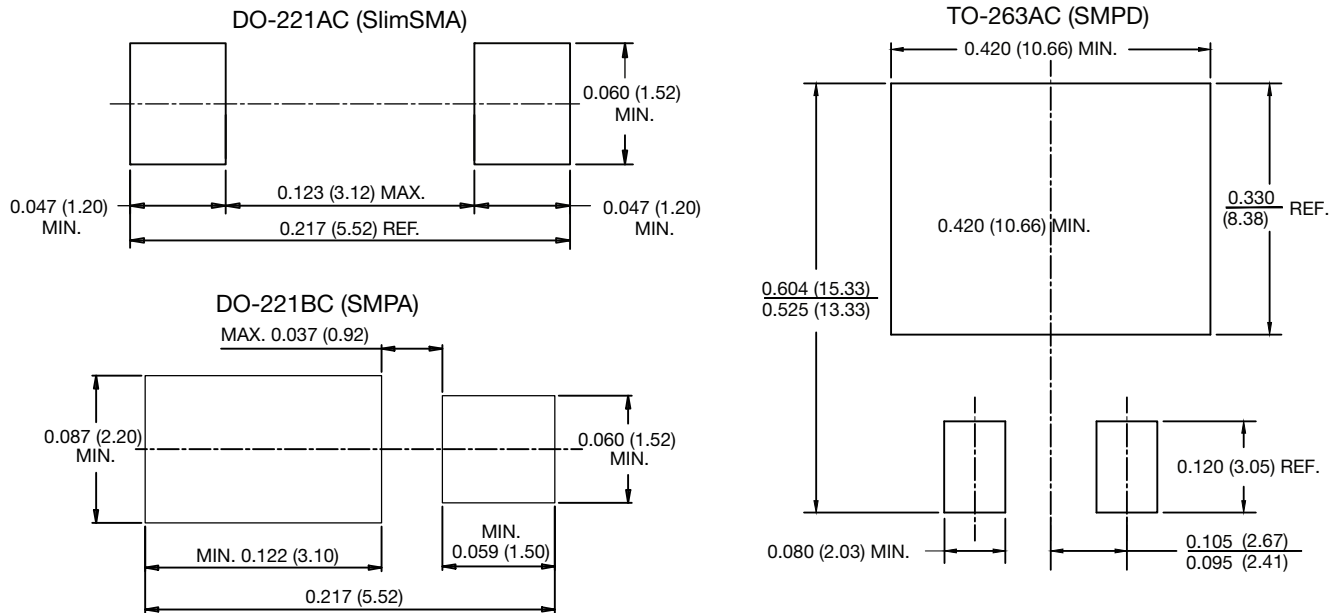 DO-221AC (SlimSMA)
0.060 (1.52)
MIN.
0.123 (3.12) MAX.
0.047 (1.20)
MIN.
0.047 (1.20)
MIN.
0.217 (5.52) REF.
DO-221BC (SMPA)
MAX. 0.037 (0.92)
0.087 (2.20)
MIN.
0.060 (1.52)
MIN.
MIN. 0.122 (3.10)
MIN.
0.059 (1.50)
0.217 (5.52)
TO-263AC (SMPD)
0.420 (10.66) MIN.
0.330
(8.38)
REF.
0.420 (10.66) MIN.
0.604 (15.33)
0.525 (13.33)
0.120 (3.05) REF.
0.080 (2.03) MIN.
0.105 (2.67)
0.095 (2.41)